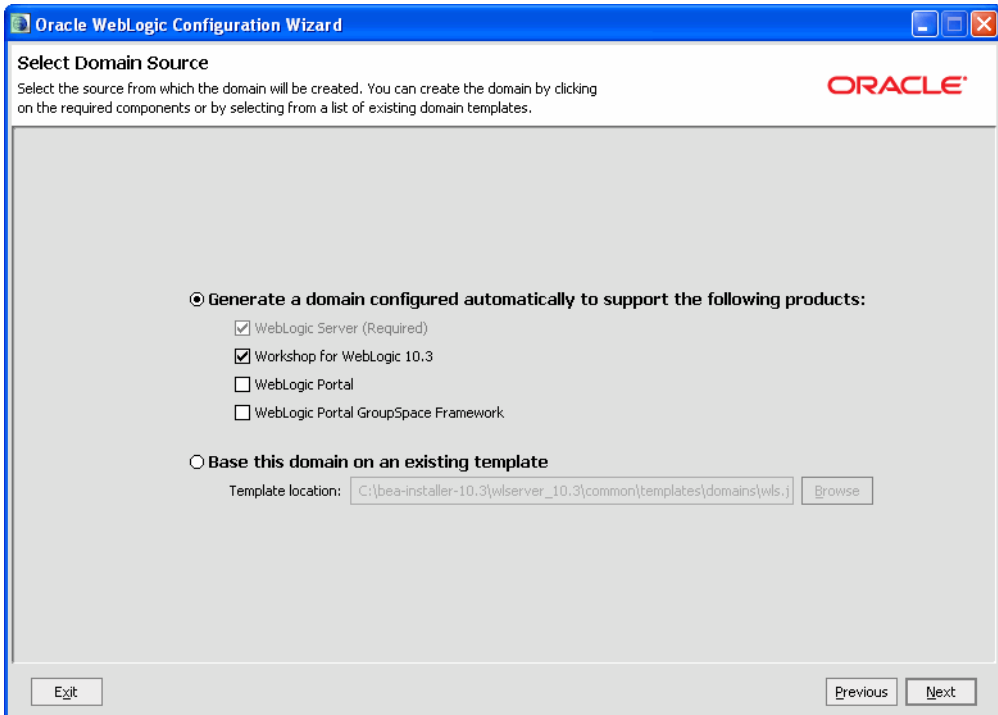 Oracle WebLogic Configuration Wizard
Select Domain Source
Select the source from which the domain will be created. You can create the domain by clicking
on the required components or by selecting from a list of existing domain templates.
ORACLE
Generate a domain configured automatically to support the following products:
WebLogic Server (Required)
Workshop for WebLogic 10.3
WebLogic Portal
WebLogic Portal GroupSpace Framework
Base this domain on an existing template
Template location: C:\bea-installer-10.3\wlserver_10.3\common\templates\domains\wls.j Browse
Exit Previous Next